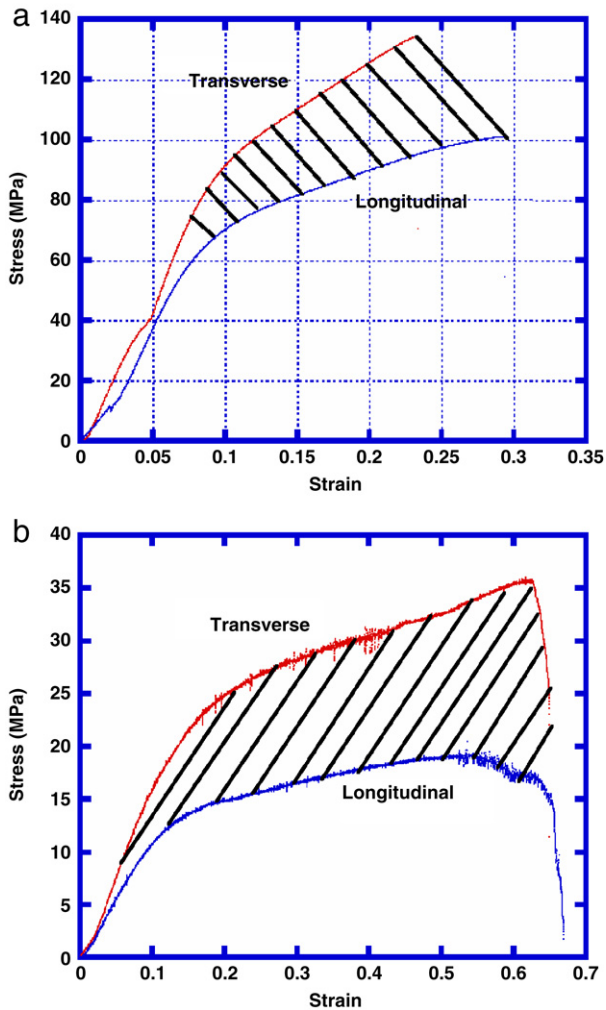 a
140
120
100
80
60
40
20
0
Stress (MPa)
Transverse
Longitudinal
0 0.05 0.1 0.15 0.2 0.25 0.3 0.35
Strain
b
40
35
30
25
20
15
10
5
0
Stress (MPa)
Transverse
Longitudinal
0 0.1 0.2 0.3 0.4 0.5 0.6 0.7
Strain